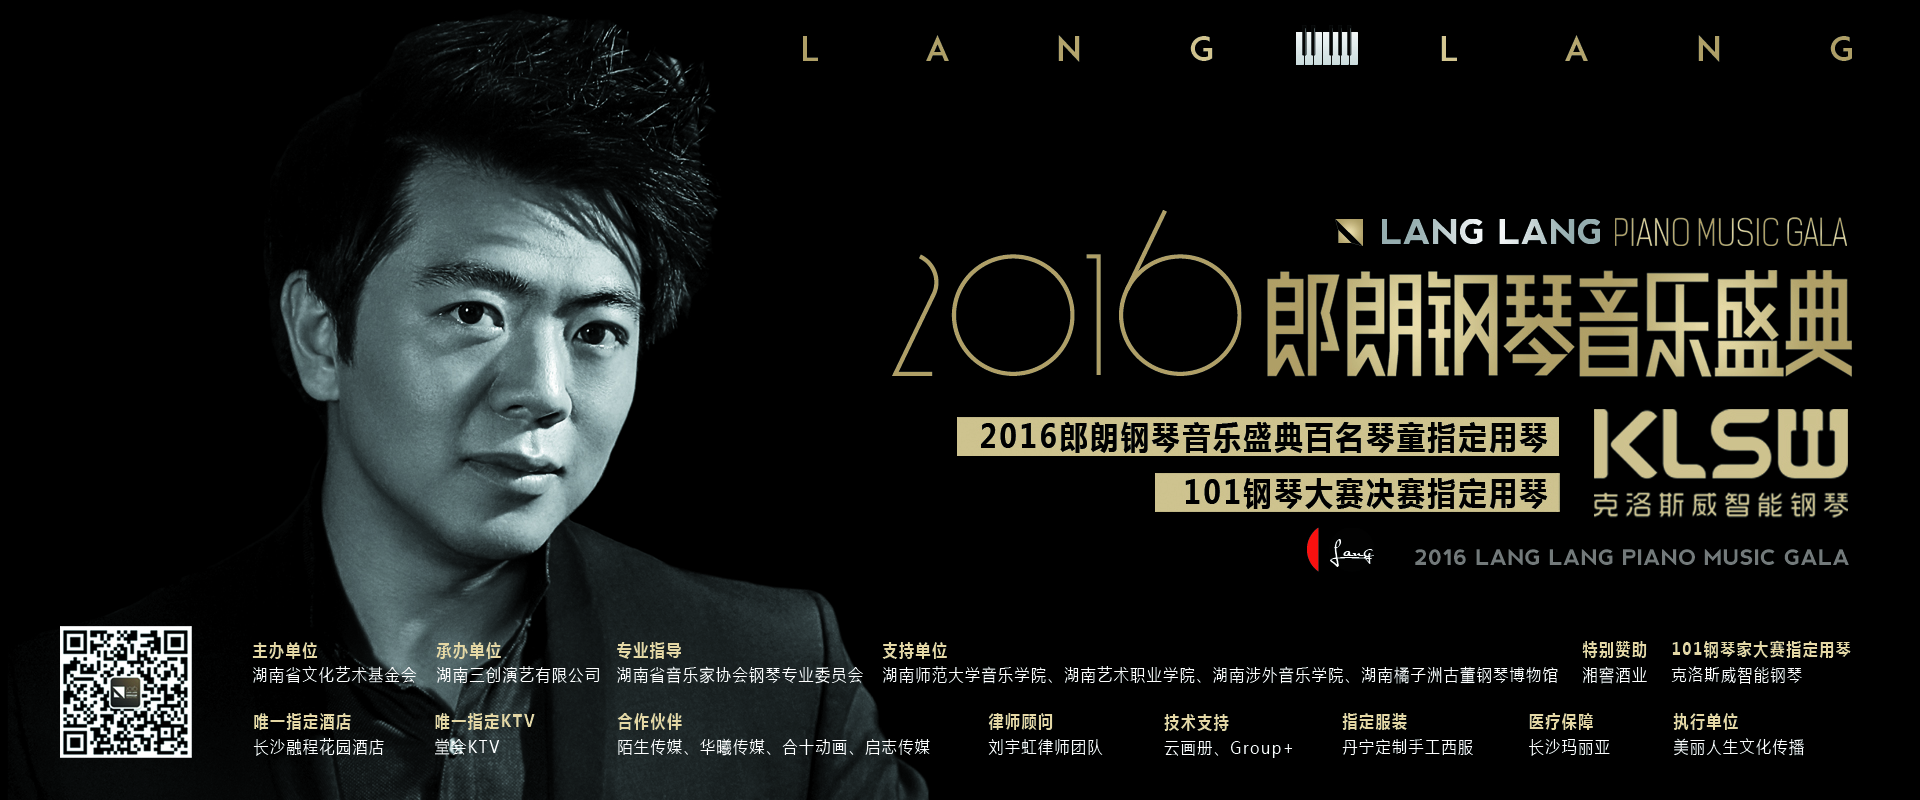 LANG LANG
LANG LANG PIANO MUSIC GALA
2016 郎朗钢琴音乐盛典
2016郎朗钢琴音乐盛典百名琴童指定用琴
101钢琴大赛决赛指定用琴
KLSW
克洛斯威智能钢琴
Lang
2016 LANG LANG PIANO MUSIC GALA
主办单位 承办单位 专业指导 支持单位 特别赞助 101钢琴家大赛指定用琴
湖南省文化艺术基金会 湖南三创演艺有限公司 湖南省音乐家协会钢琴专业委员会 湖南师范大学音乐学院、湖南艺术职业学院、湖南涉外音乐学院、湖南橘子洲古董钢琴博物馆 湘窖酒业 克洛斯威智能钢琴
唯一指定酒店 唯一指定KTV 合作伙伴 律师顾问 技术支持 指定服装 医疗保障 执行单位
长沙融程花园酒店 堂会KTV 陌生传媒、华曦传媒、合十动画、启志传媒 刘宇虹律师团队 云画册、Group+ 丹宁定制手工西服 长沙玛丽亚 美丽人生文化传播